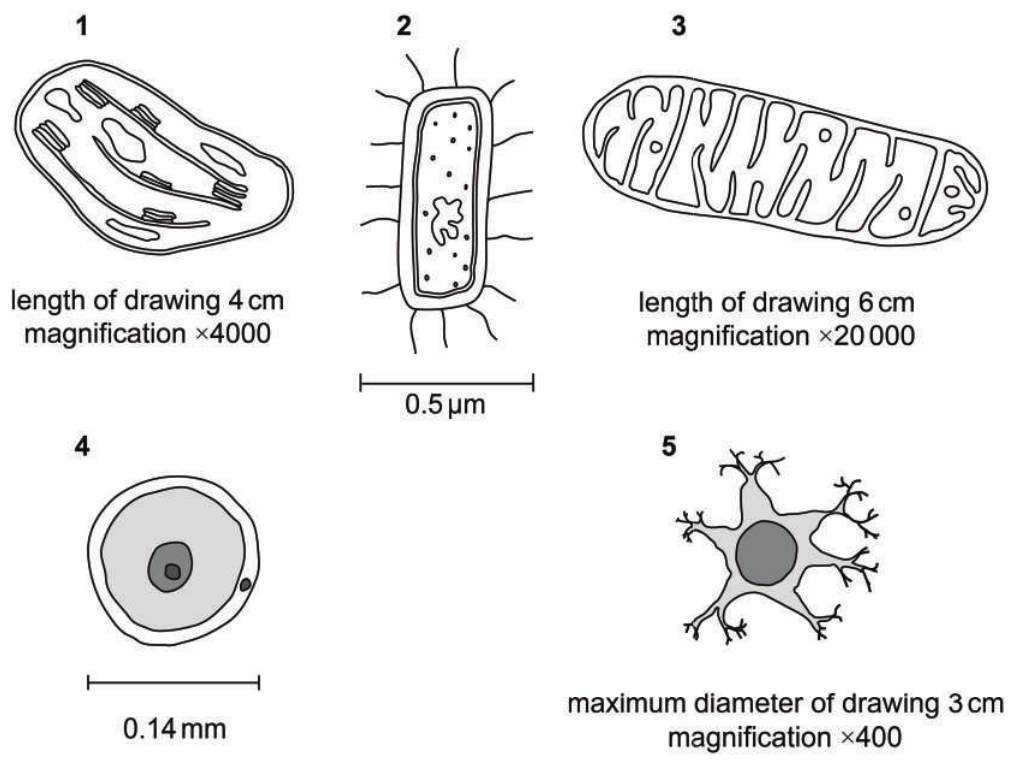 1
2
3
length of drawing 4 cm
magnification ×4000
length of drawing 6 cm
magnification ×20 000
0.5 µm
4
5
0.14 mm
maximum diameter of drawing 3 cm
magnification ×400